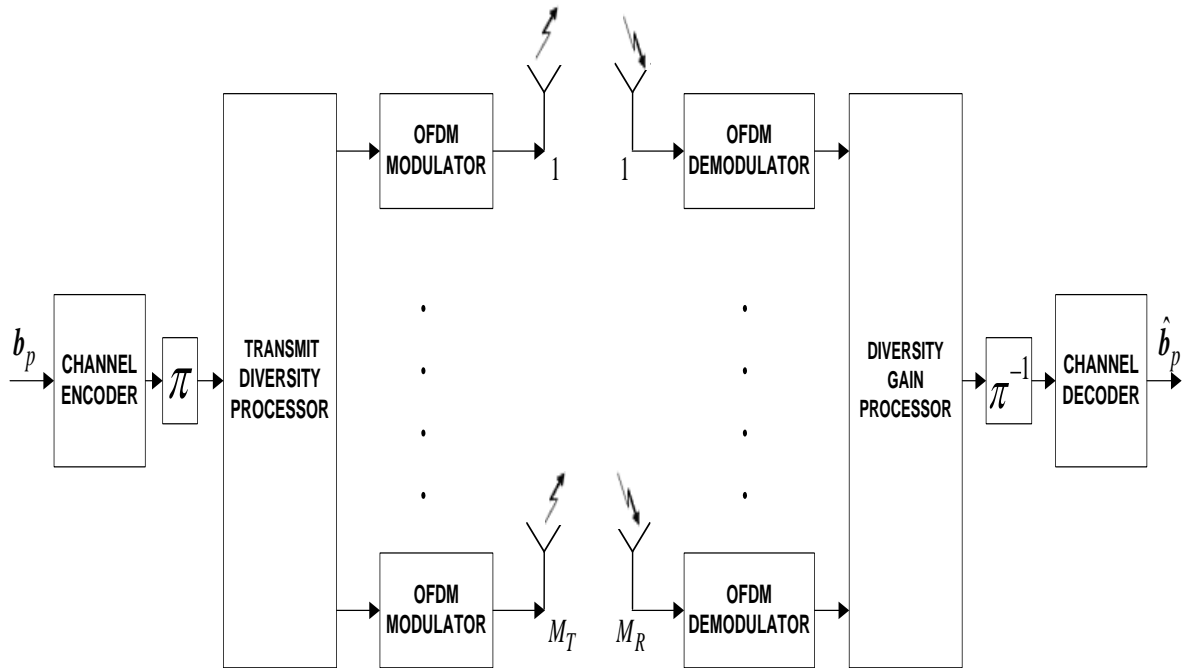 b_p
CHANNEL
ENCODER
π
TRANSMIT
DIVERSITY
PROCESSOR
OFDM
MODULATOR
1
OFDM
MODULATOR
M_T
1
OFDM
DEMODULATOR
M_R
OFDM
DEMODULATOR
DIVERSITY
GAIN
PROCESSOR
π⁻¹
CHANNEL
DECODER
b̂_p